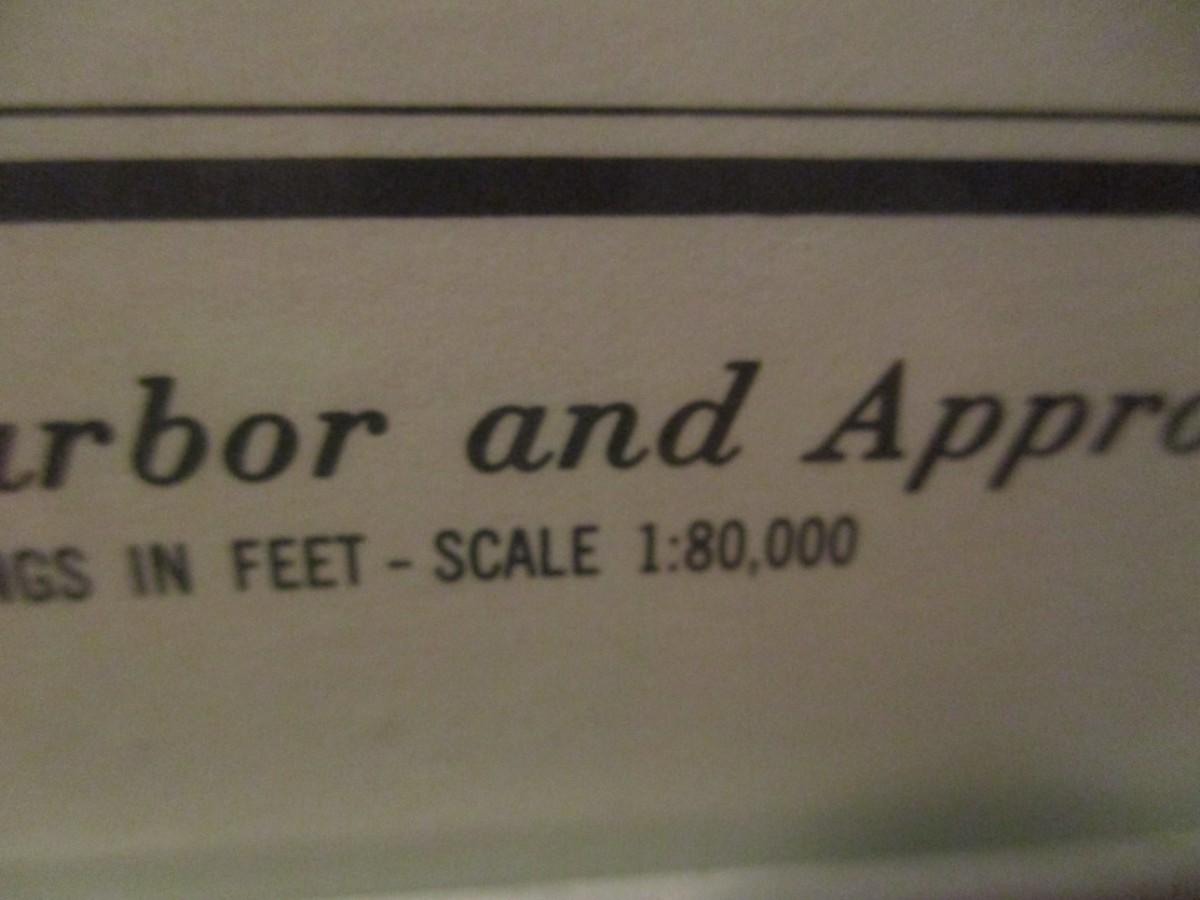 arbor and Appro
NGS IN FEET - SCALE 1:80,000